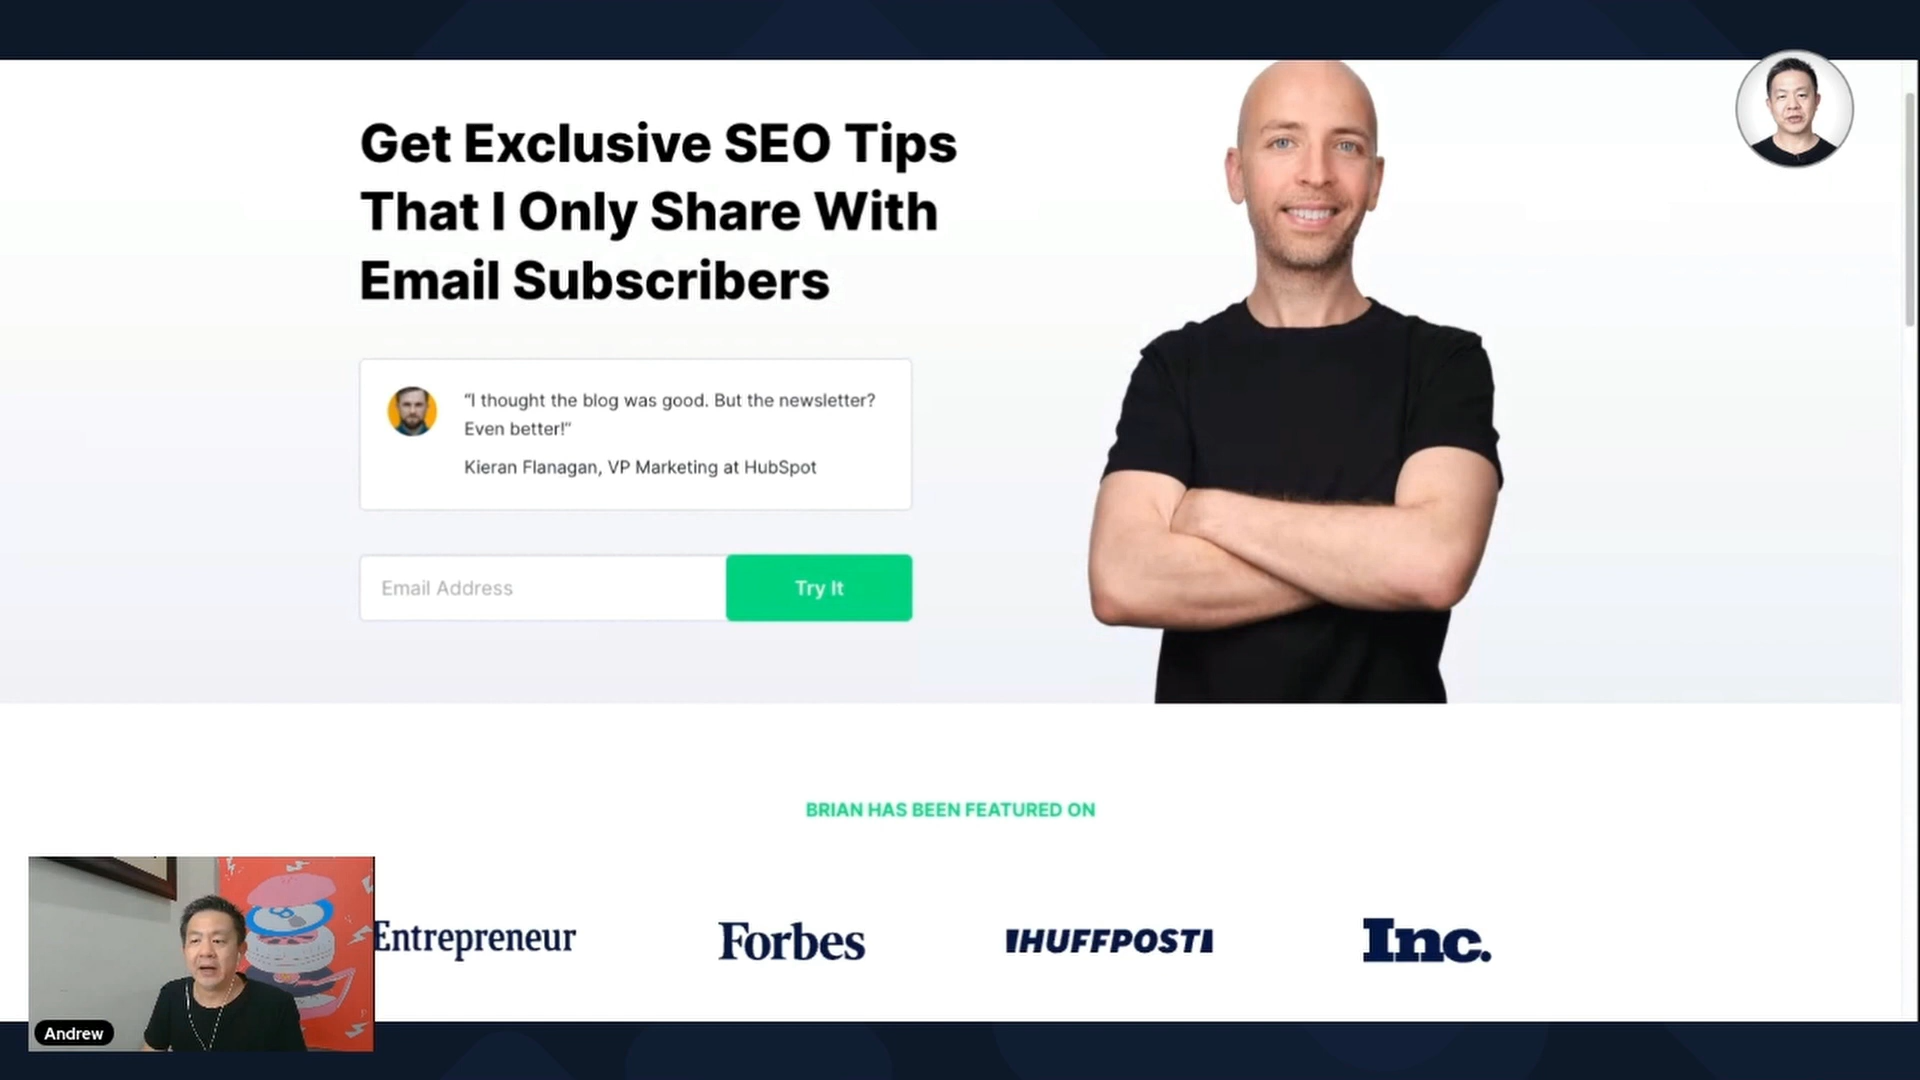 Get Exclusive SEO Tips
That I Only Share With
Email Subscribers
“I thought the blog was good. But the newsletter?
Even better!“
Kieran Flanagan, VP Marketing at HubSpot
Email Address
Try It
BRIAN HAS BEEN FEATURED ON
Entrepreneur
Forbes
HUFFPOST
Inc.
Andrew